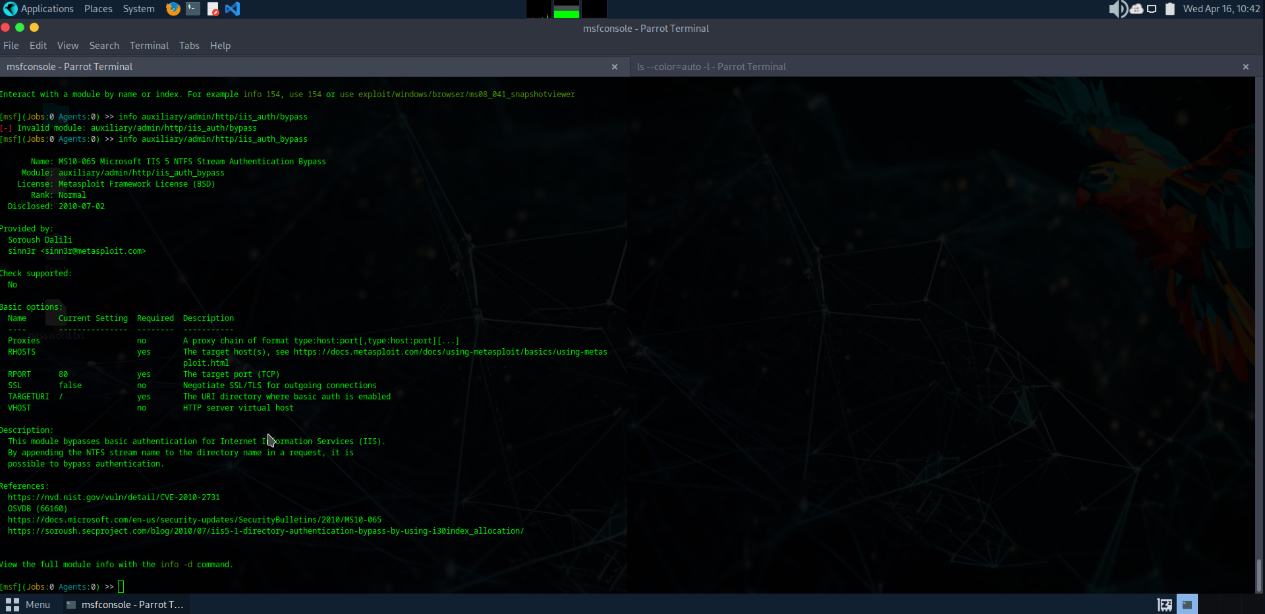 Applications Places System Wed Apr 16, 10:42
msfconsole - Parrot Terminal
File Edit View Search Terminal Tabs Help
msfconsole - Parrot Terminal × ls --color=auto -l - Parrot Terminal ×
Interact with a module by name or index. For example info 154, use 154 or use exploit/windows/browser/ms08_041_snapshotviewer
[msf](Jobs:0 Agents:0) >> info auxiliary/admin/http/iis_auth/bypass
[-] Invalid module: auxiliary/admin/http/iis_auth/bypass
[msf](Jobs:0 Agents:0) >> info auxiliary/admin/http/iis_auth_bypass
Name: MS10-065 Microsoft IIS 5 NTFS Stream Authentication Bypass
Module: auxiliary/admin/http/iis_auth_bypass
License: Metasploit Framework License (BSD)
Rank: Normal
Disclosed: 2010-07-02
Provided by:
Soroush Dalili
sinn3r <sinn3r@metasploit.com>
Check supported:
No
Basic options:
Name Current Setting Required Description
---- --------------- -------- -----------
Proxies no A proxy chain of format type:host:port[,type:host:port][...]
RHOSTS yes The target host(s), see https://docs.metasploit.com/docs/using-metasploit/basics/using-metas
ploit.html
RPORT 80 yes The target port (TCP)
SSL false no Negotiate SSL/TLS for outgoing connections
TARGETURI / yes The URI directory where basic auth is enabled
VHOST no HTTP server virtual host
Description:
This module bypasses basic authentication for Internet Information Services (IIS).
By appending the NTFS stream name to the directory name in a request, it is
possible to bypass authentication.
References:
https://nvd.nist.gov/vuln/detail/CVE-2010-2731
OSVDB (66160)
https://docs.microsoft.com/en-us/security-updates/SecurityBulletins/2010/MS10-065
https://soroush.secproject.com/blog/2010/07/iis5-1-directory-authentication-bypass-by-using-i30index_allocation/
View the full module info with the info -d command.
[msf](Jobs:0 Agents:0) >>
Menu msfconsole - Parrot T...